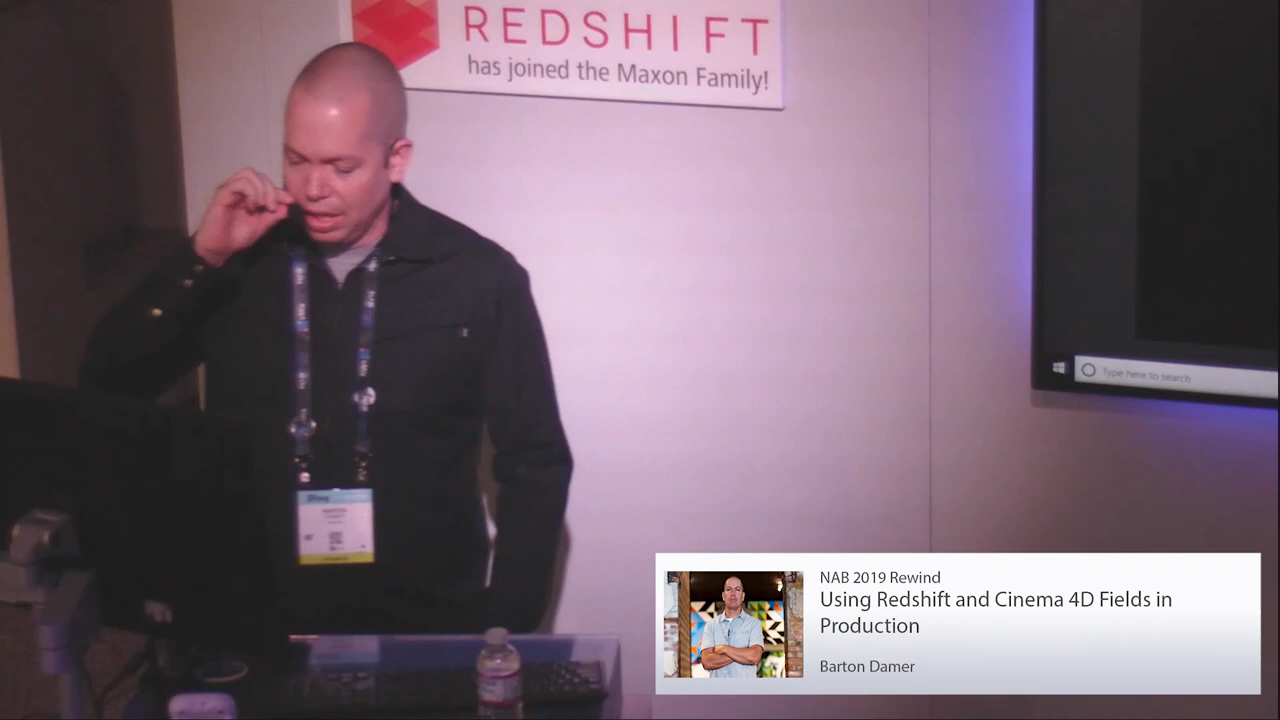 REDSHIFT
has joined the Maxon Family!
Type here to search
NAB 2019 Rewind
Using Redshift and Cinema 4D Fields in
Production
Barton Damer